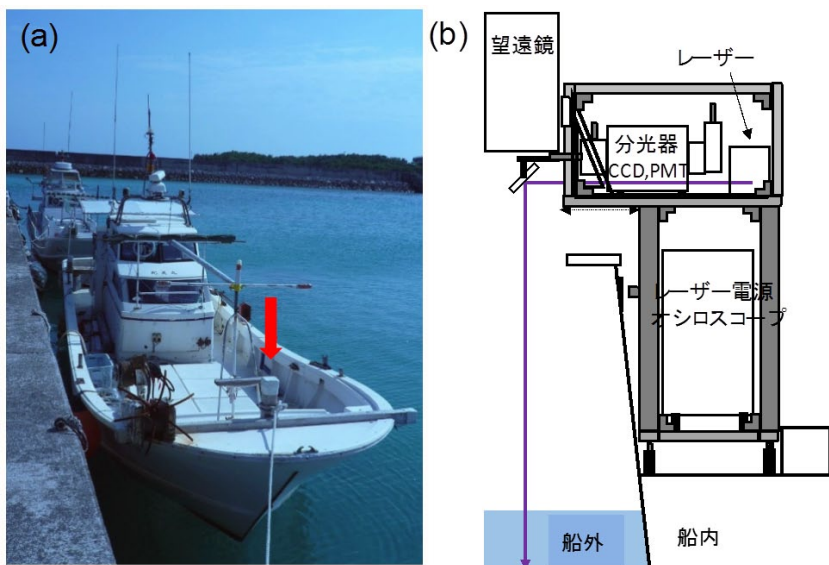 (a)
(b)
望遠鏡
レーザー
分光器
CCD,PMT
レーザー電源
オシロスコープ
船外
船内